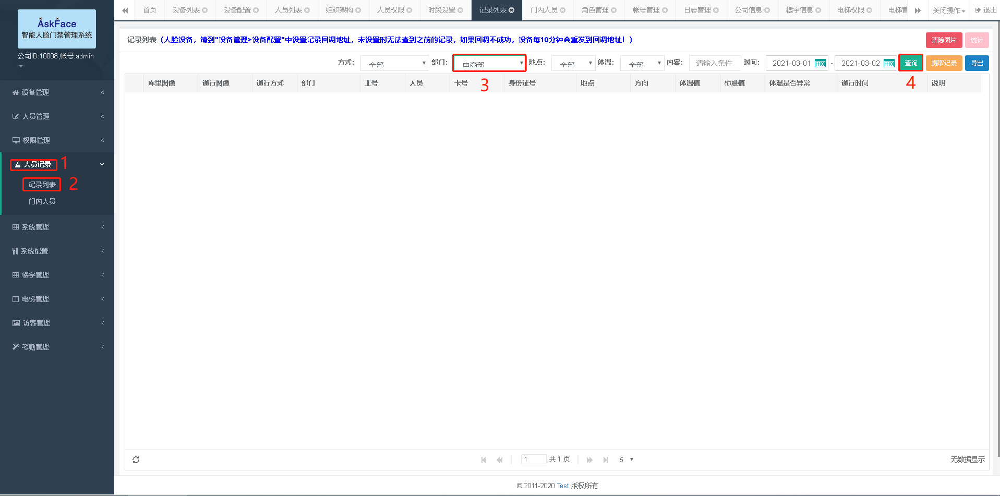 AskFace
智能人脸门禁管理系统
公司ID:10008,帐号:admin
首页 设备列表 设备配置 人员列表 组织架构 人员权限 时段设置 记录列表 门内人员 角色管理 帐号管理 日志管理 公司信息 楼宇信息 电梯权限 电梯管 关闭操作 退出
记录列表 (人脸设备，请到"设备管理>设备配置"中设置记录回调地址，未设置时无法查到之前的记录，如果回调不成功，设备每10分钟会重发到回调地址！)
清除图片 统计
方式: 全部 部门: 电商部 地点: 全部 体温: 全部 内容: 请输入条件 时间: 2021-03-01 - 2021-03-02 查询 提取记录 导出
库里图像 通行图像 通行方式 部门 工号 人员 卡号 身份证号 地点 方向 体温值 标准值 体温是否异常 通行时间 说明
3 4
设备管理
人员管理
权限管理
人员记录 1
记录列表 2
门内人员
系统管理
系统配置
楼宇管理
电梯管理
访客管理
考勤管理
1 共 1 页 5
无数据显示
© 2011-2020 Test 版权所有